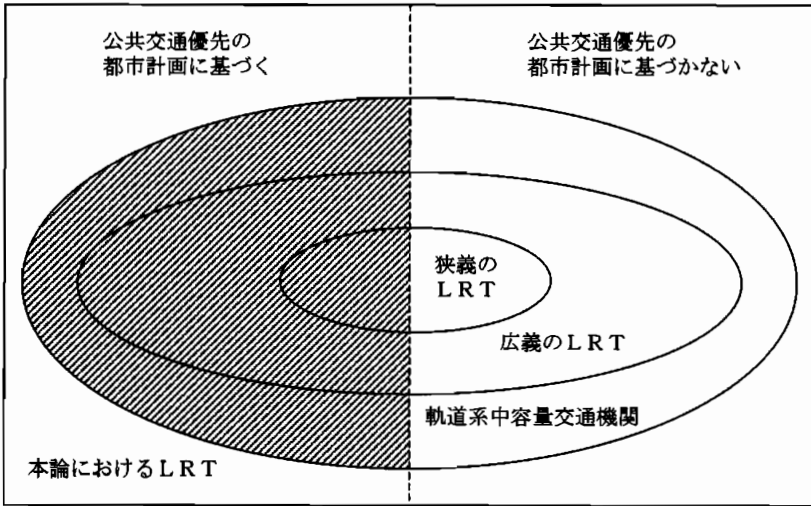 公共交通優先の
都市計画に基づく
公共交通優先の
都市計画に基づかない
狭義の
ＬＲＴ
広義のＬＲＴ
軌道系中容量交通機関
本論におけるＬＲＴ